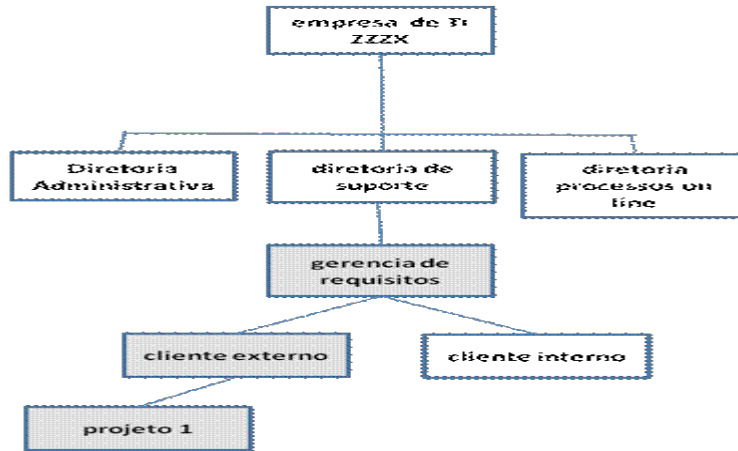 empresa de TI
ZZZX
Diretoria
Administrativa
diretoria de
suporte
diretoria
processos on
line
gerencia de
requisitos
cliente externo
cliente interno
projeto 1